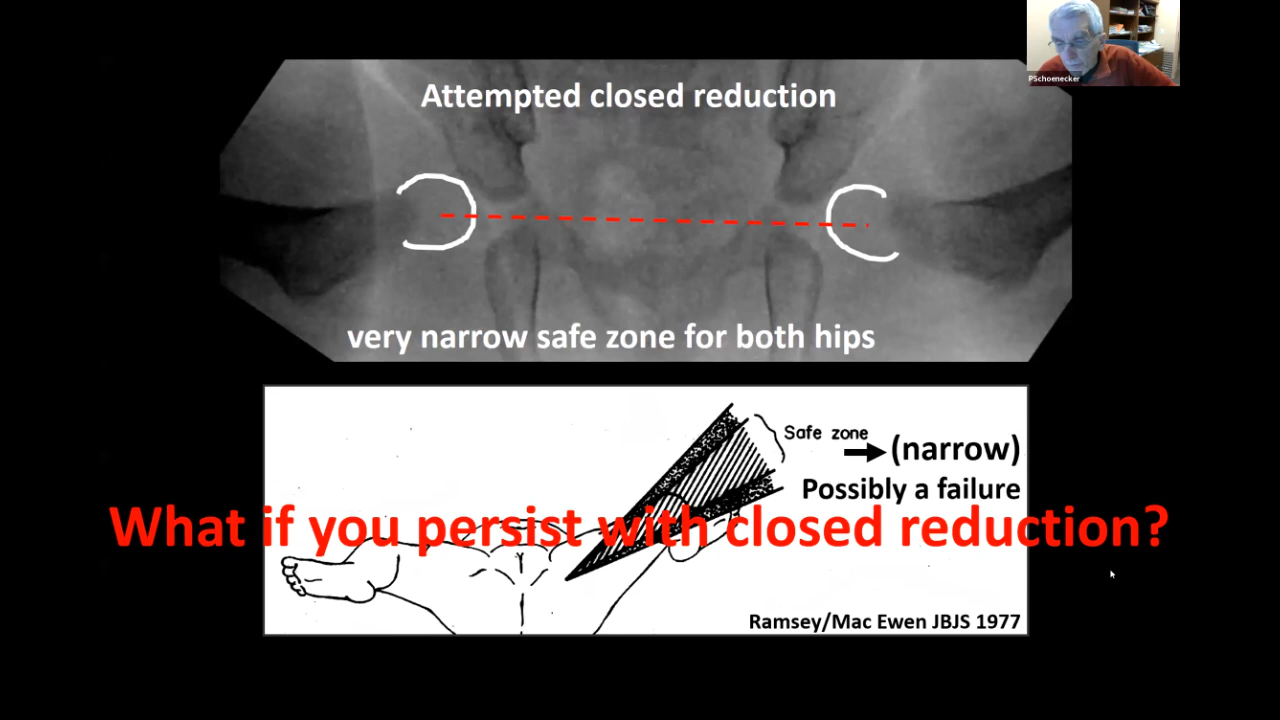 PSchoenecker
Attempted closed reduction
very narrow safe zone for both hips
Safe zone
(narrow)
Possibly a failure
What if you persist with closed reduction?
Ramsey/Mac Ewen JBJS 1977